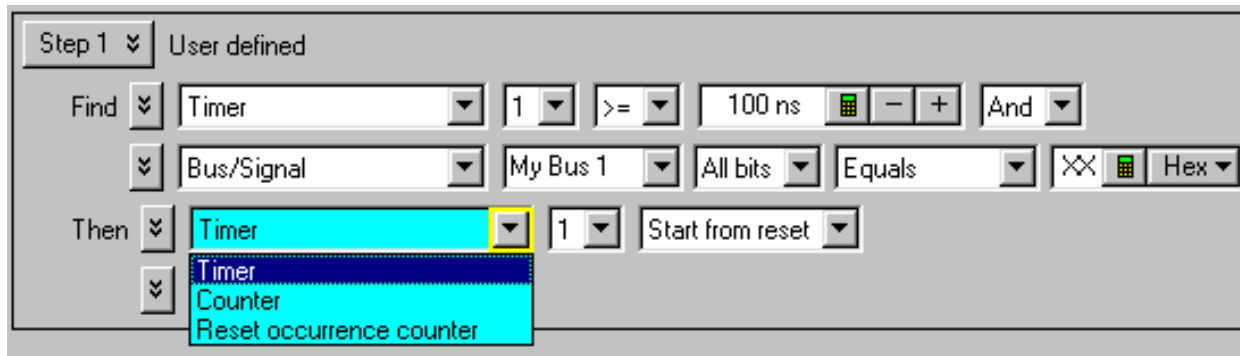 Step 1 User defined
Find Timer 1 >= 100 ns - + And
Bus/Signal My Bus 1 All bits Equals XX Hex
Then Timer 1 Start from reset
Timer
Counter
Reset occurrence counter